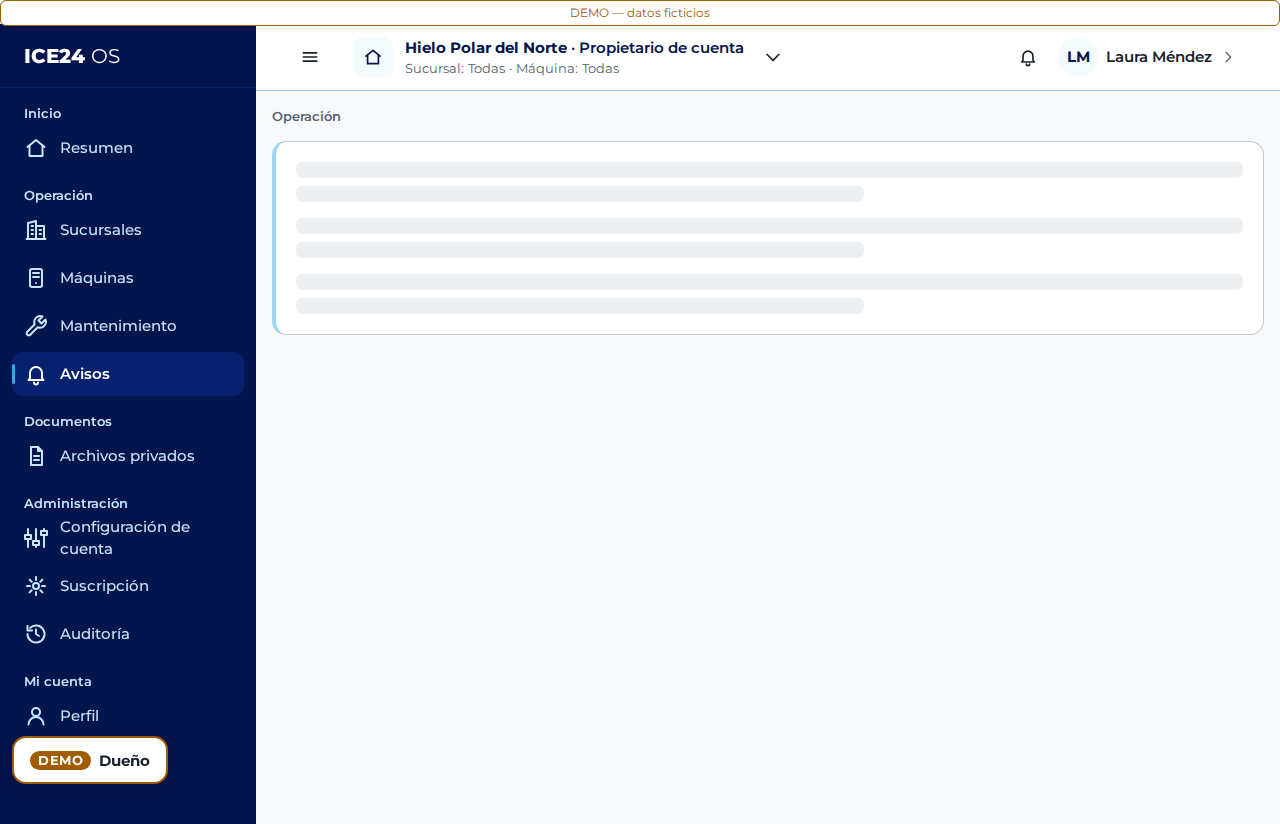 DEMO — datos ficticios
ICE24 OS
Hielo Polar del Norte · Propietario de cuenta
Sucursal: Todas · Máquina: Todas
LM
Laura Méndez
Inicio
Resumen
Operación
Sucursales
Máquinas
Mantenimiento
Avisos
Documentos
Archivos privados
Administración
Configuración de
cuenta
Suscripción
Auditoría
Mi cuenta
Perfil
DEMO Dueño
Operación